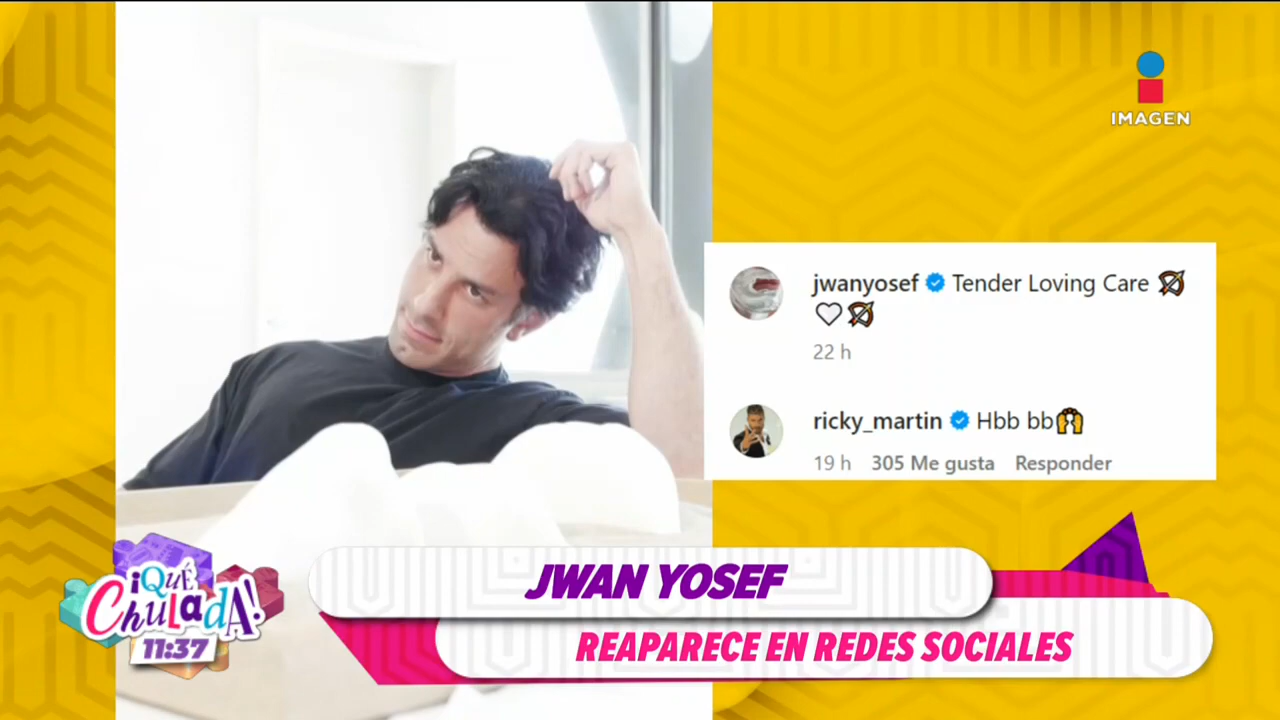 IMAGEN
jwanyosef Tender Loving Care 🏹
🤍🏹
22 h
ricky_martin Hbb bb🙌
19 h 305 Me gusta Responder
¡QUÉ
ChuLadA!
11:37
JWAN YOSEF
REAPARECE EN REDES SOCIALES